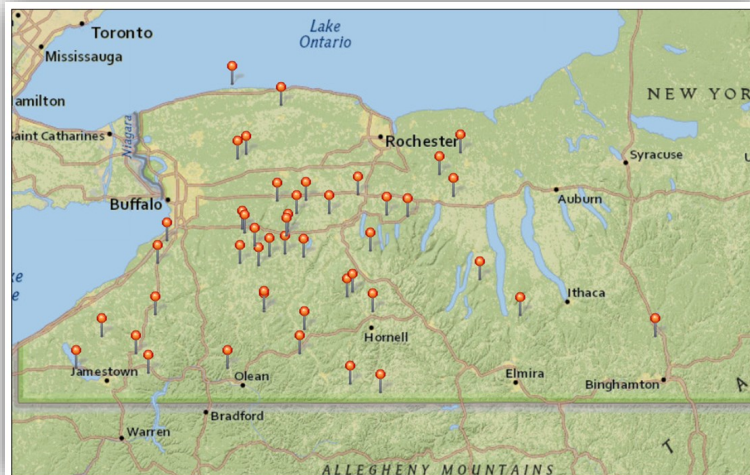 Toronto
Mississauga
Lake
Ontario
amilton
aint Catharines
Niagara
Rochester
NEW YOR
Syracuse
Buffalo
Auburn
ke
e
Ithaca
Hornell
Jamestown
Olean
Elmira
Binghamton
A
Bradford
Warren
T
ALLEGHENY MOUNTAINS